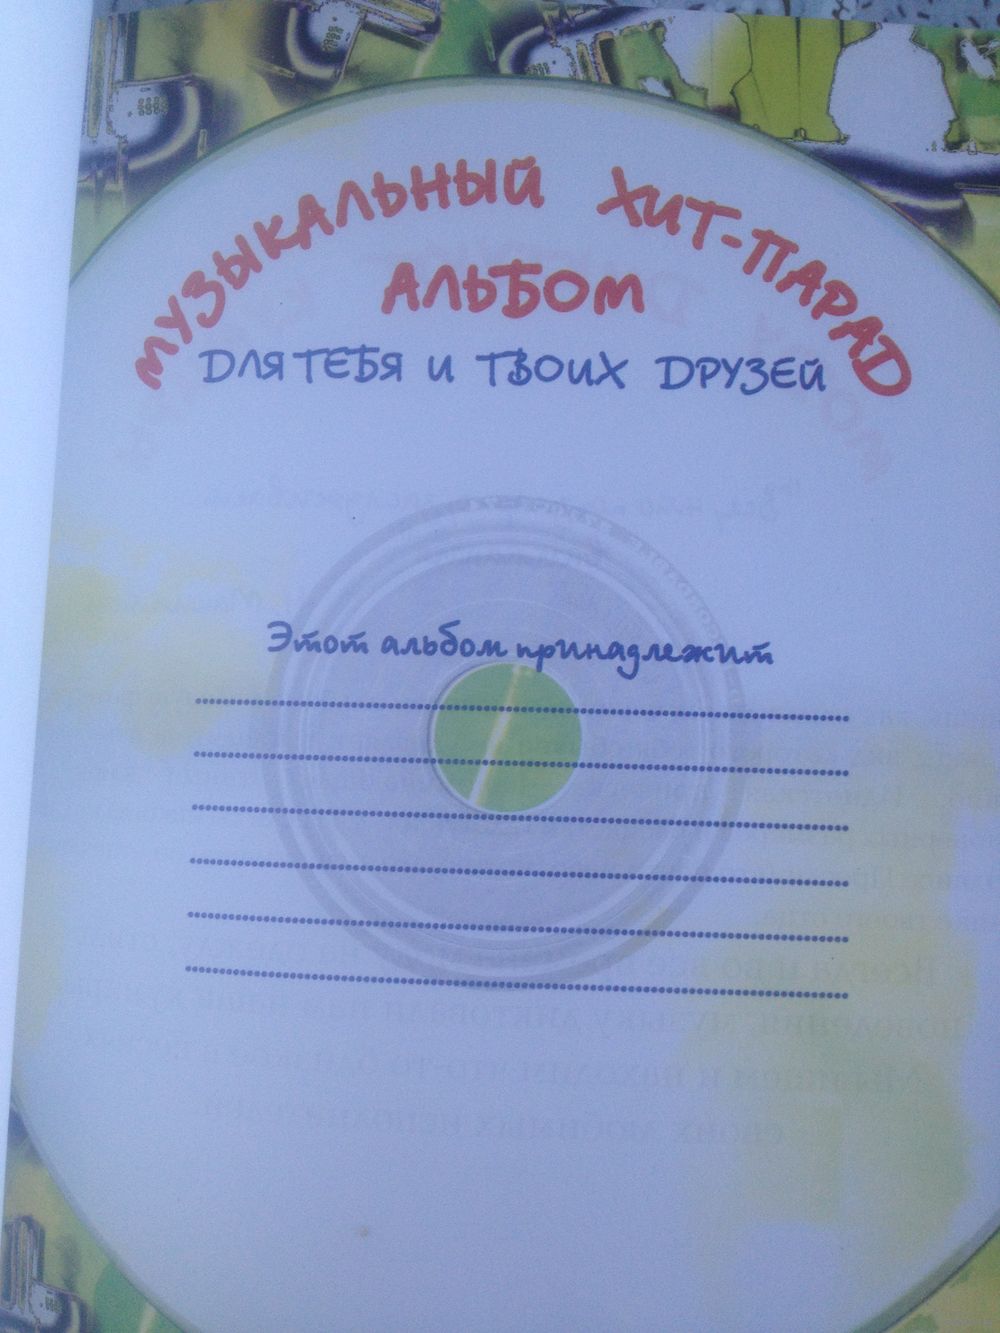 МУЗЫКАЛЬНЫЙ ХИТ-ПАРАД
АЛЬБОМ
ДЛЯ ТЕБЯ И ТВОИХ ДРУЗЕЙ
Этот альбом принадлежит